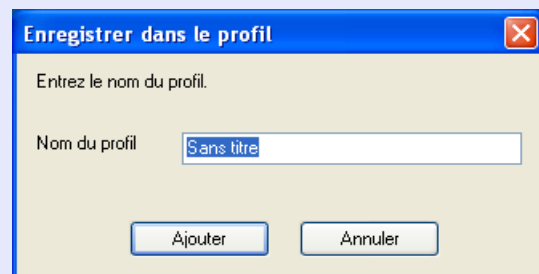 Enregistrer dans le profil
Entrez le nom du profil.
Nom du profil Sans titre
Ajouter Annuler